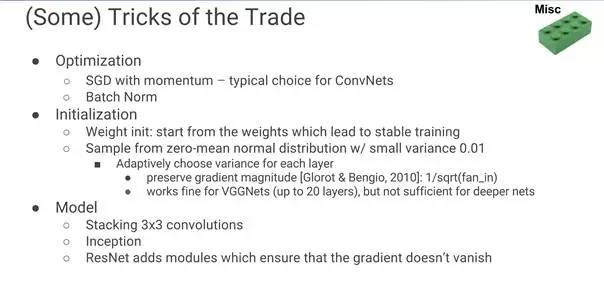 (Some) Tricks of the Trade
Misc
● Optimization
○ SGD with momentum – typical choice for ConvNets
○ Batch Norm
● Initialization
○ Weight init: start from the weights which lead to stable training
○ Sample from zero-mean normal distribution w/ small variance 0.01
■ Adaptively choose variance for each layer
● preserve gradient magnitude [Glorot & Bengio, 2010]: 1/sqrt(fan_in)
● works fine for VGGNets (up to 20 layers), but not sufficient for deeper nets
● Model
○ Stacking 3x3 convolutions
○ Inception
○ ResNet adds modules which ensure that the gradient doesn’t vanish